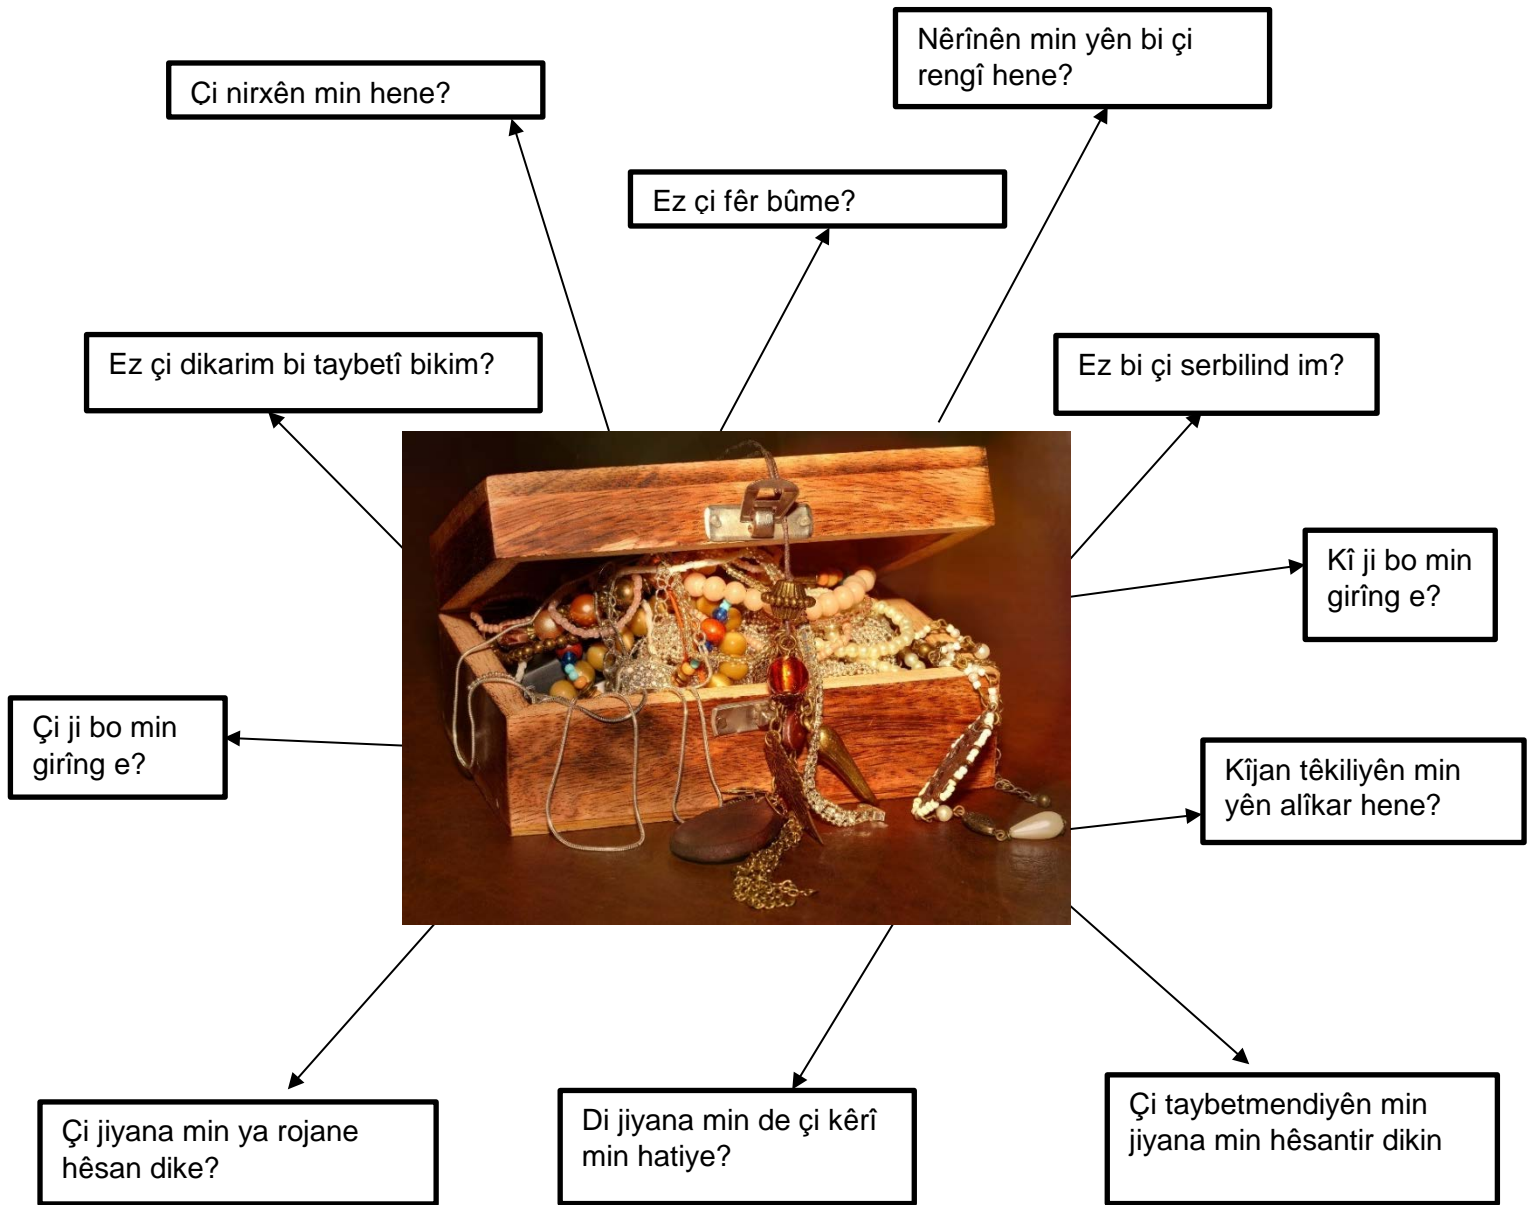 Nêrînên min yên bi çi
rengî hene?
Çi nirxên min hene?
Ez çi fêr bûme?
Ez çi dikarim bi taybetî bikim?
Ez bi çi serbilind im?
Kî ji bo min
girîng e?
Çi ji bo min
girîng e?
Kîjan têkiliyên min
yên alîkar hene?
Çi jiyana min ya rojane
hêsan dike?
Di jiyana min de çi kêrî
min hatiye?
Çi taybetmendiyên min
jiyana min hêsantir dikin